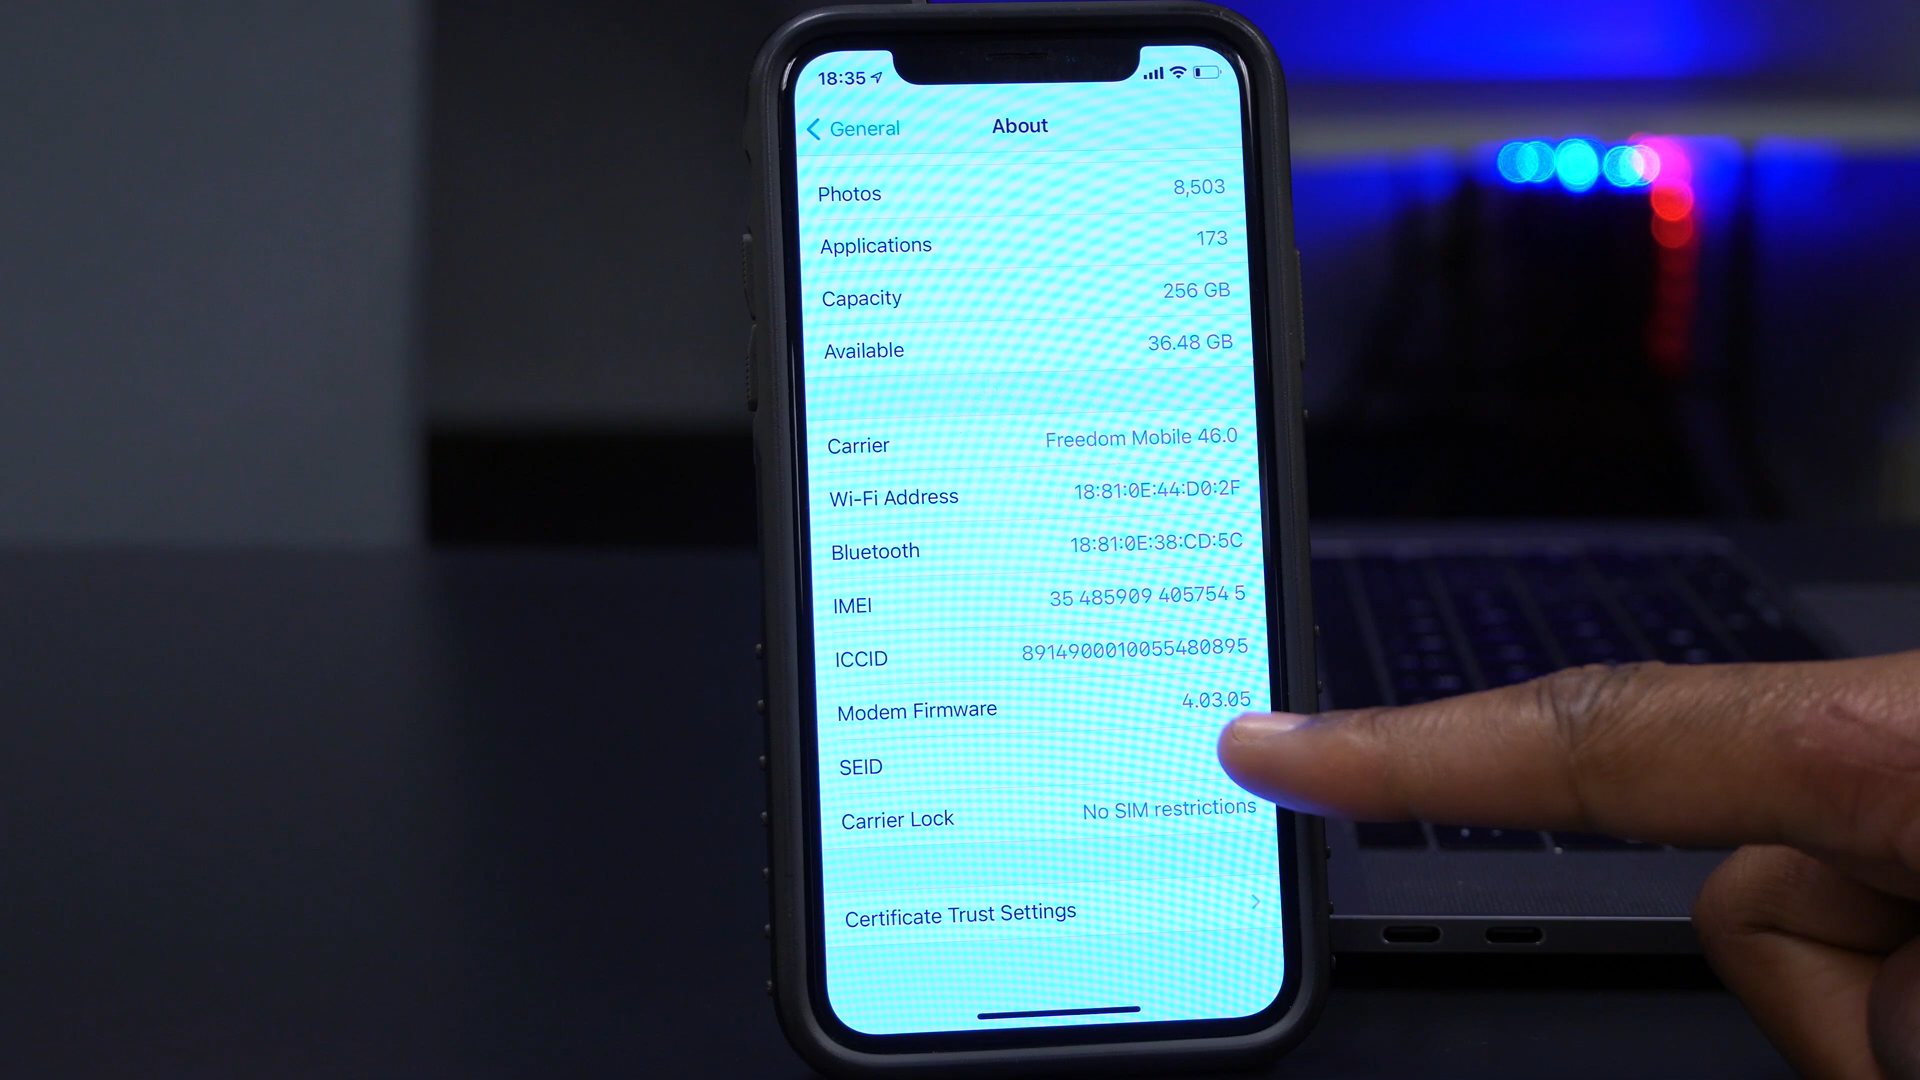 18:35
General
About
Photos 8,503
Applications 173
Capacity 256 GB
Available 36.48 GB
Carrier Freedom Mobile 46.0
Wi-Fi Address 18:81:0E:44:D0:2F
Bluetooth 18:81:0E:38:CD:5C
IMEI 35 485909 405754 5
ICCID 8914900010055480895
Modem Firmware 4.03.05
SEID
Carrier Lock No SIM restrictions
Certificate Trust Settings